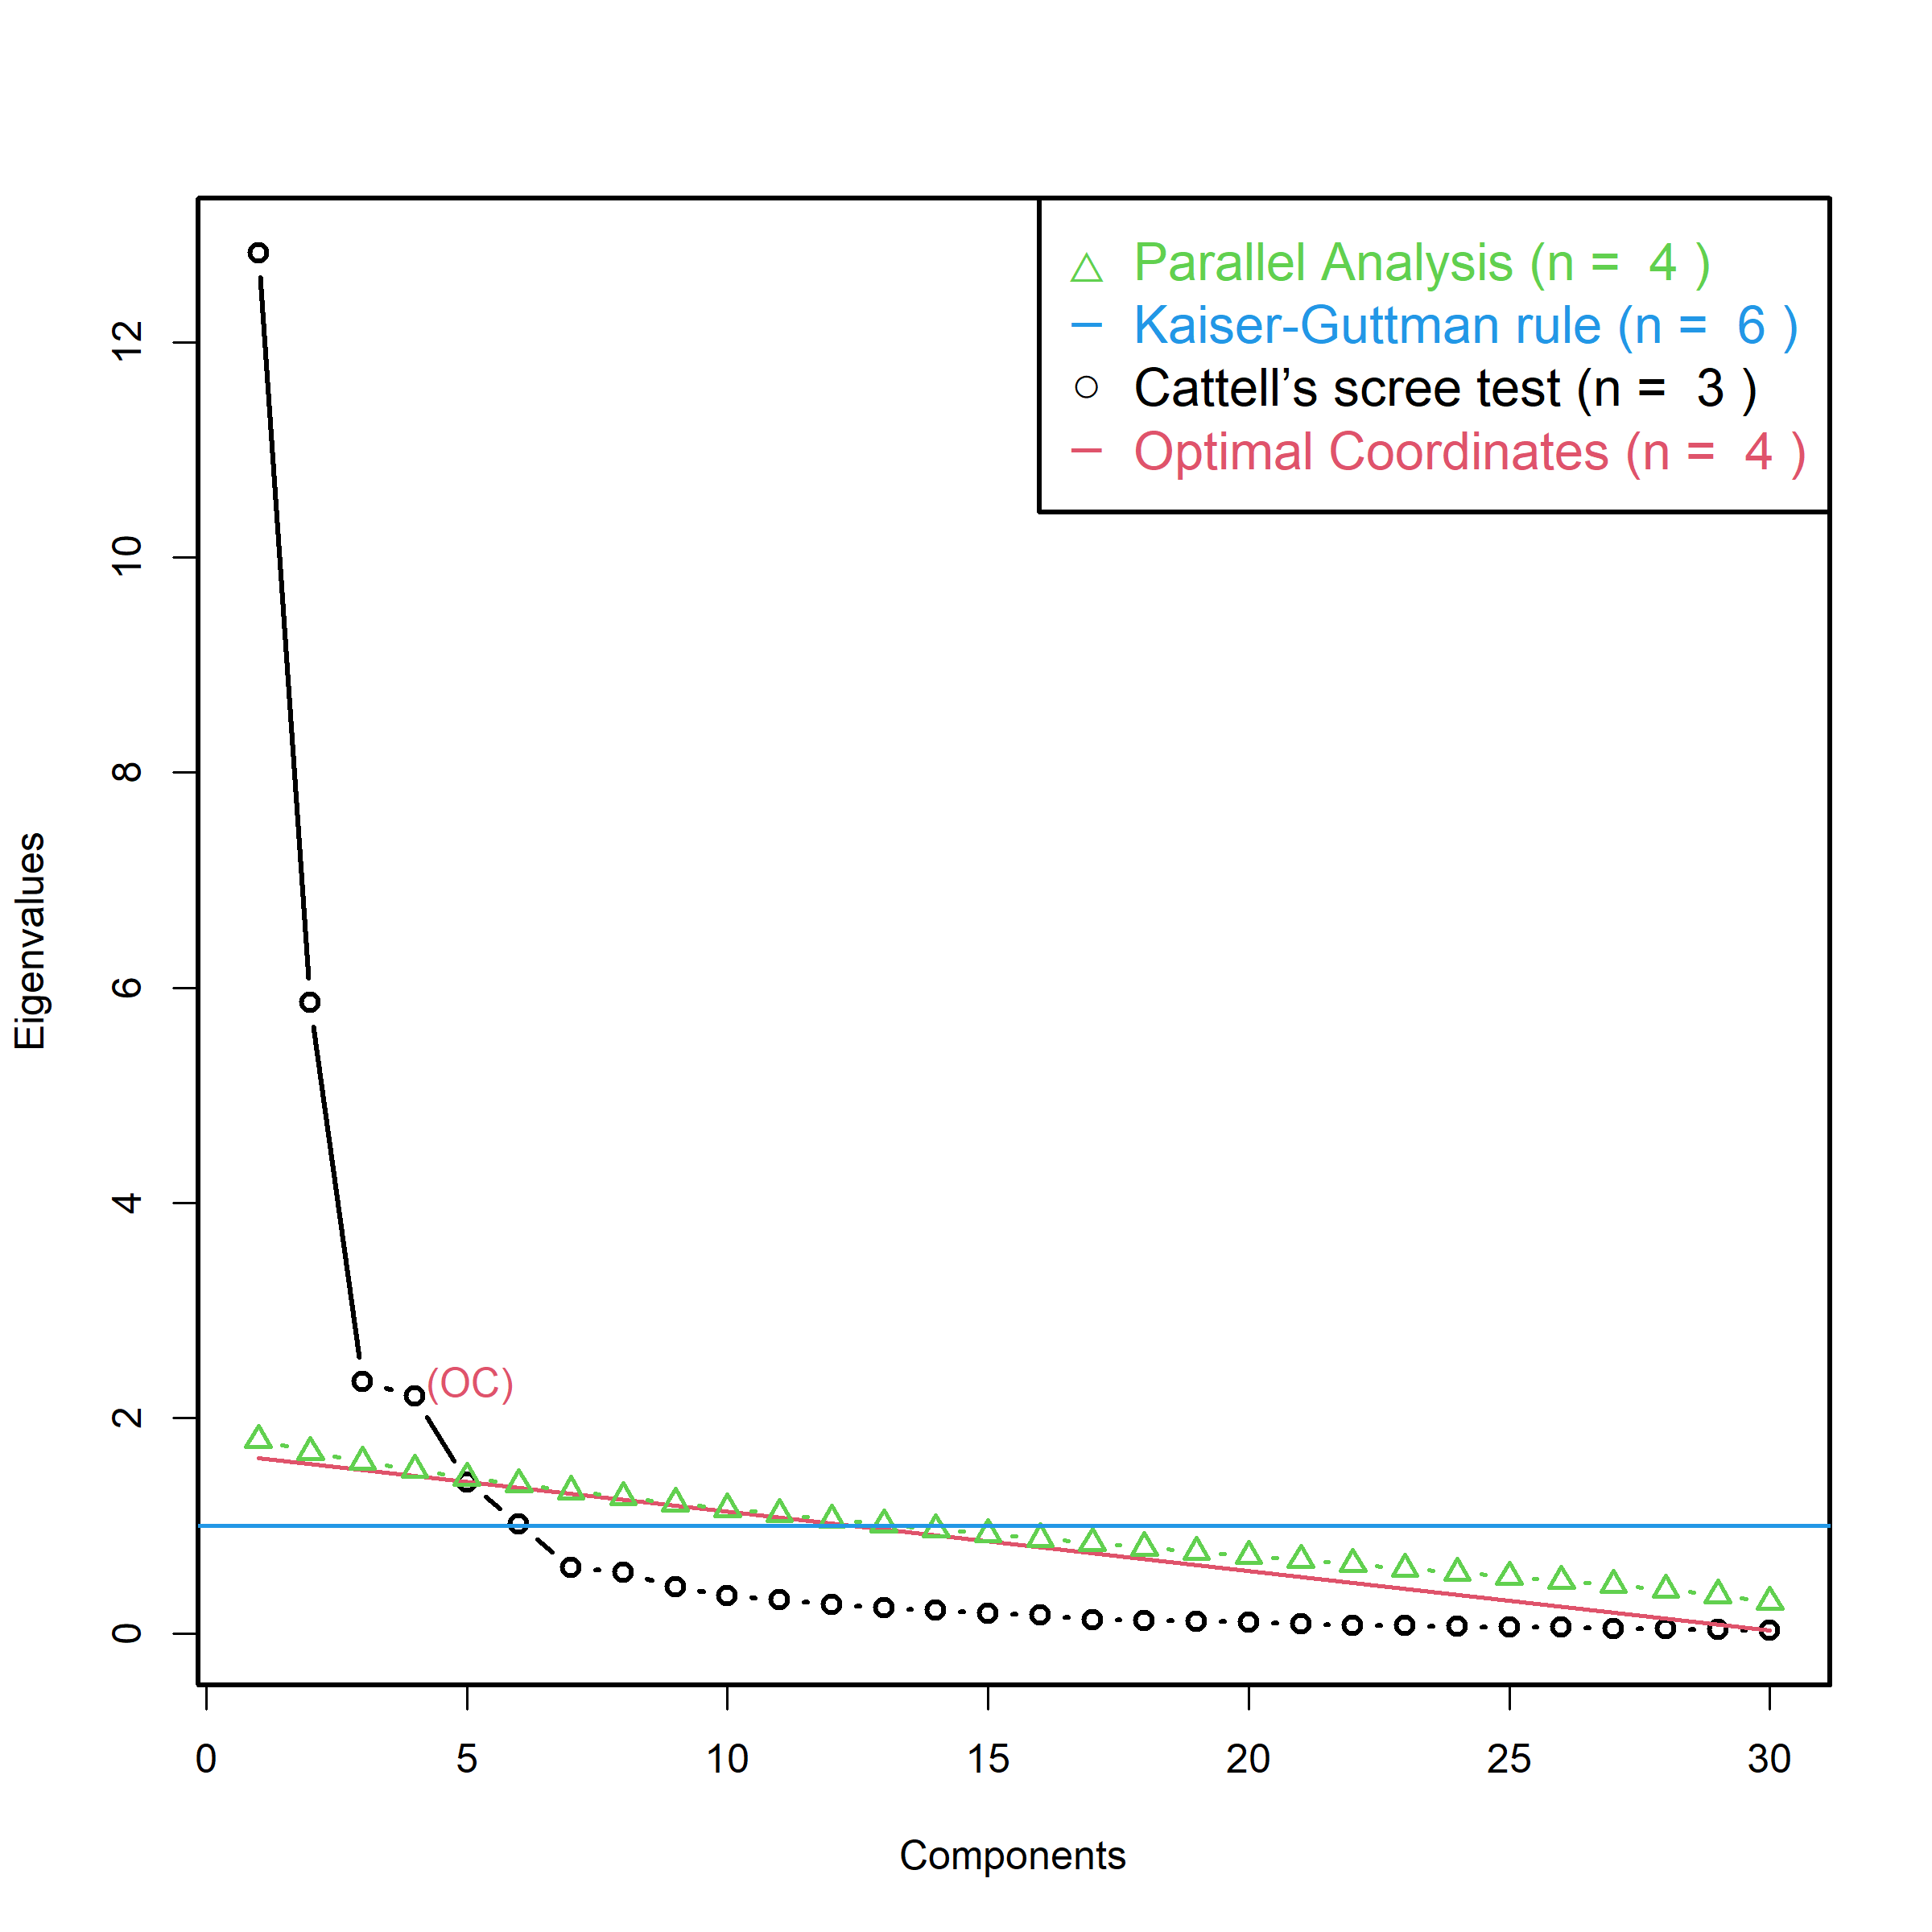 Parallel Analysis (n =  4 )
Kaiser-Guttman rule (n =  6 )
Cattell’s scree test (n =  3 )
Optimal Coordinates (n =  4 )
12
10
8
6
4
2
0
Eigenvalues
(OC)
0 5 10 15 20 25 30
Components